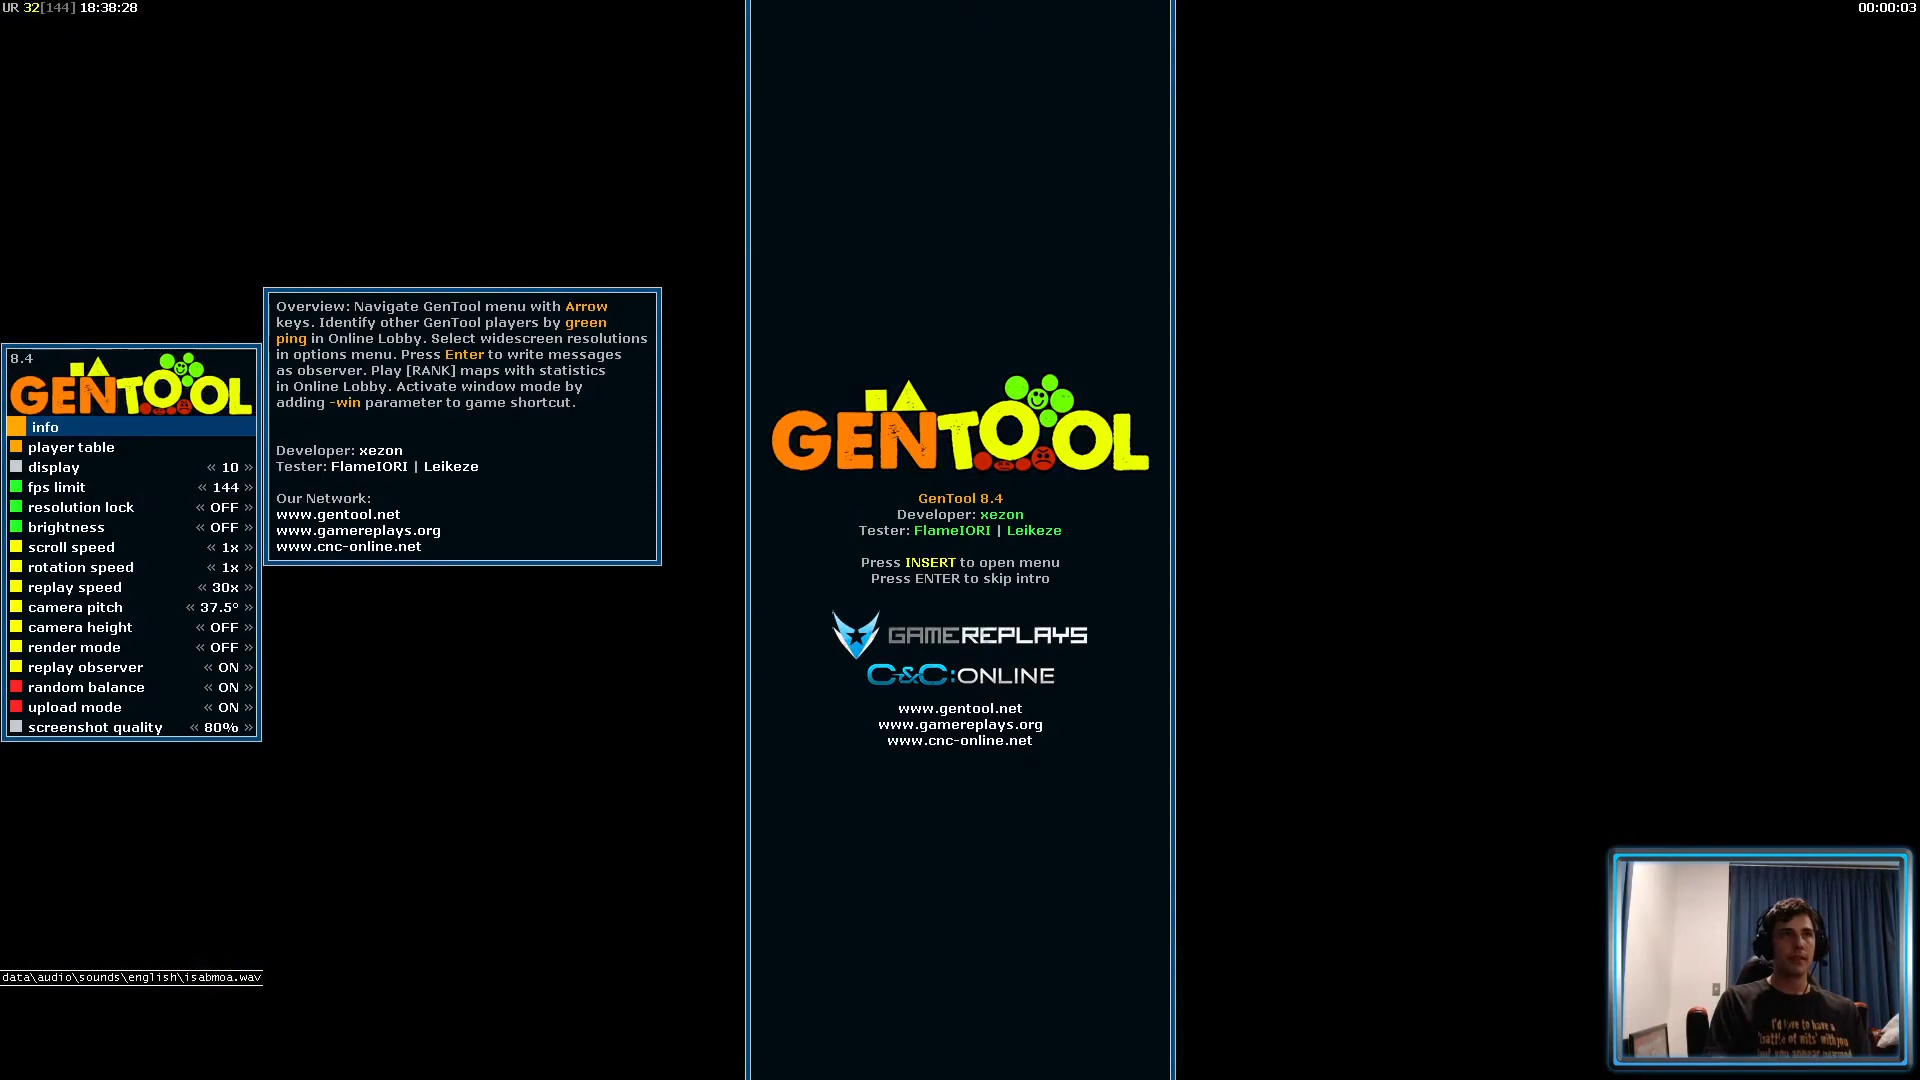 UR 32[144] 18:38:28
00:00:03
Overview: Navigate GenTool menu with Arrow
keys. Identify other GenTool players by green
ping in Online Lobby. Select widescreen resolutions
in options menu. Press Enter to write messages
as observer. Play [RANK] maps with statistics
in Online Lobby. Activate window mode by
adding -win parameter to game shortcut.
Developer: xezon
Tester: FlameIORI | Leikeze
Our Network:
www.gentool.net
www.gamereplays.org
www.cnc-online.net
8.4
GENTOOL
info
player table
display « 10 »
fps limit « 144 »
resolution lock « OFF »
brightness « OFF »
scroll speed « 1x »
rotation speed « 1x »
replay speed « 30x »
camera pitch « 37.5° »
camera height « OFF »
render mode « OFF »
replay observer « ON »
random balance « ON »
upload mode « ON »
screenshot quality « 80% »
data\audio\sounds\english\isabmoa.wav
GENTOOL
GenTool 8.4
Developer: xezon
Tester: FlameIORI | Leikeze
Press INSERT to open menu
Press ENTER to skip intro
GAMEREPLAYS
C&C:ONLINE
www.gentool.net
www.gamereplays.org
www.cnc-online.net
I'd love to have a
'battle of wits' with you